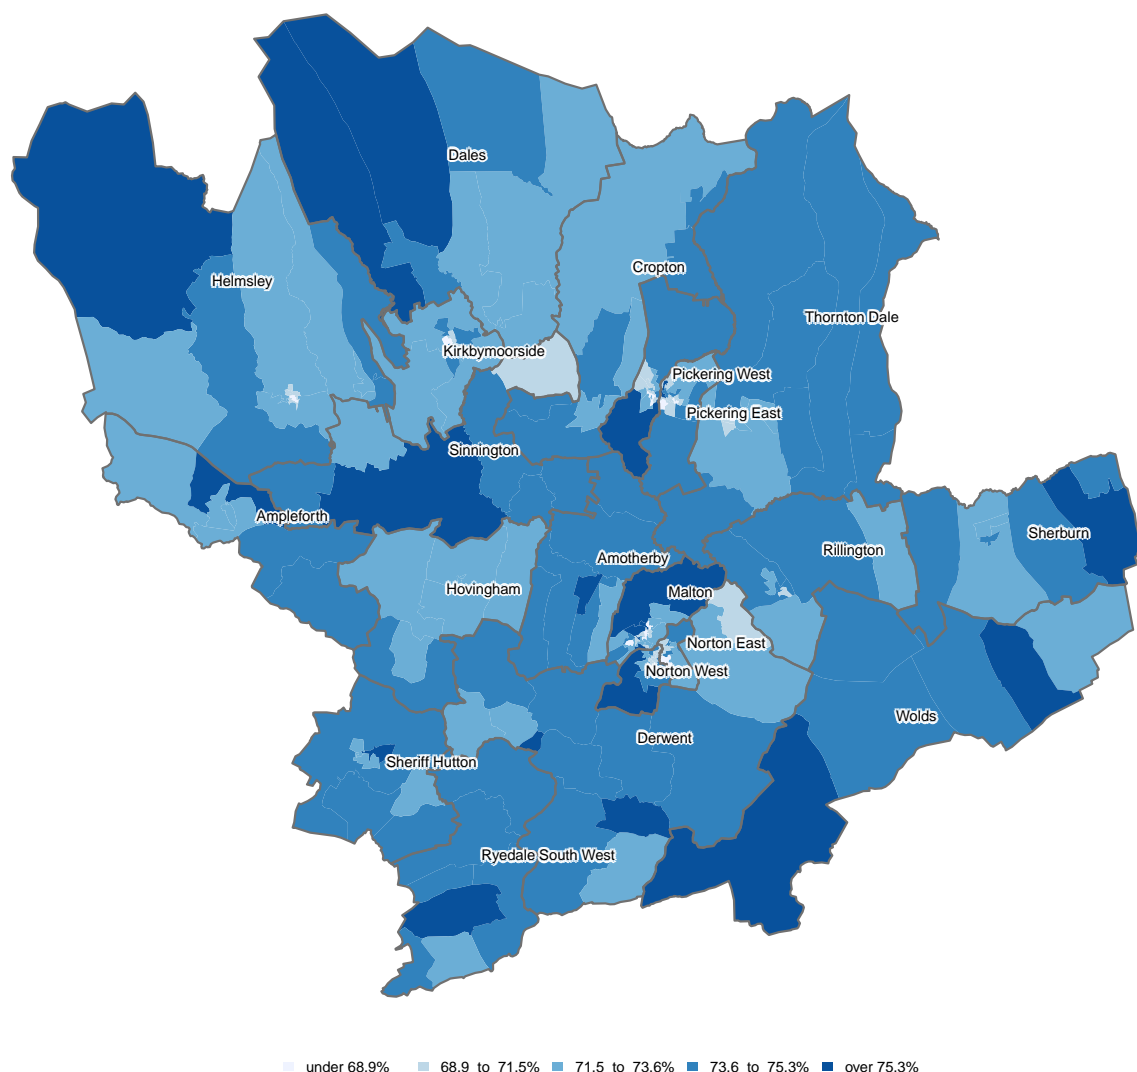 Dales
Cropton
Helmsley
Thornton Dale
Kirkbymoorside
Pickering West
Pickering East
Sinnington
Ampleforth
Sherburn
Rillington
Amotherby
Hovingham
Malton
Norton East
Norton West
Wolds
Derwent
Sheriff Hutton
Ryedale South West
under 68.9% 68.9 to 71.5% 71.5 to 73.6% 73.6 to 75.3% over 75.3%